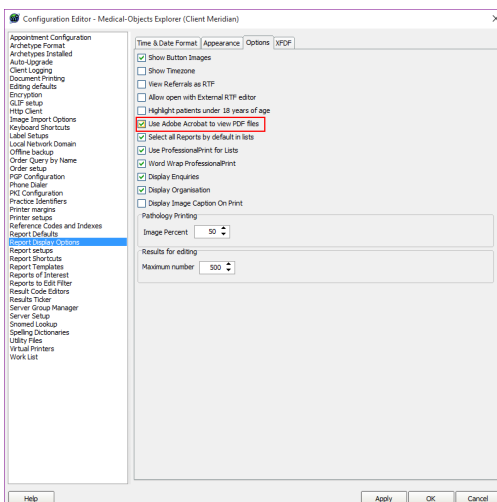 Configuration Editor - Medical-Objects Explorer (Client Meridian)
Appointment Configuration
Archetype Format
Archetypes Installed
Auto-Upgrade
Client Logging
Document Printing
Editing defaults
Encryption
GLIF setup
Http Client
Image Import Options
Keyboard Shortcuts
Label Setups
Local Network Domain
Offline backup
Order Query by Name
Order setup
PGP Configuration
Phone Dialer
PKI Configuration
Practice Identifiers
Printer margins
Printer setups
Reference Codes and Indexes
Report Defaults
Report Display Options
Report setups
Report Shortcuts
Report Templates
Reports of Interest
Reports to Edit Filter
Result Code Editors
Results Ticker
Server Group Manager
Server Setup
Snomed Lookup
Spelling Dictionaries
Utility Files
Virtual Printers
Work List
Time & Date Format Appearance Options XFDF
Show Button Images
Show Timezone
View Referrals as RTF
Allow open with External RTF editor
Highlight patients under 18 years of age
Use Adobe Acrobat to view PDF files
Select all Reports by default in lists
Use ProfessionalPrint for Lists
Word Wrap ProfessionalPrint
Display Enquiries
Display Organisation
Display Image Caption On Print
Pathology Printing
Image Percent 50
Results for editing
Maximum number 500
Help Apply OK Cancel